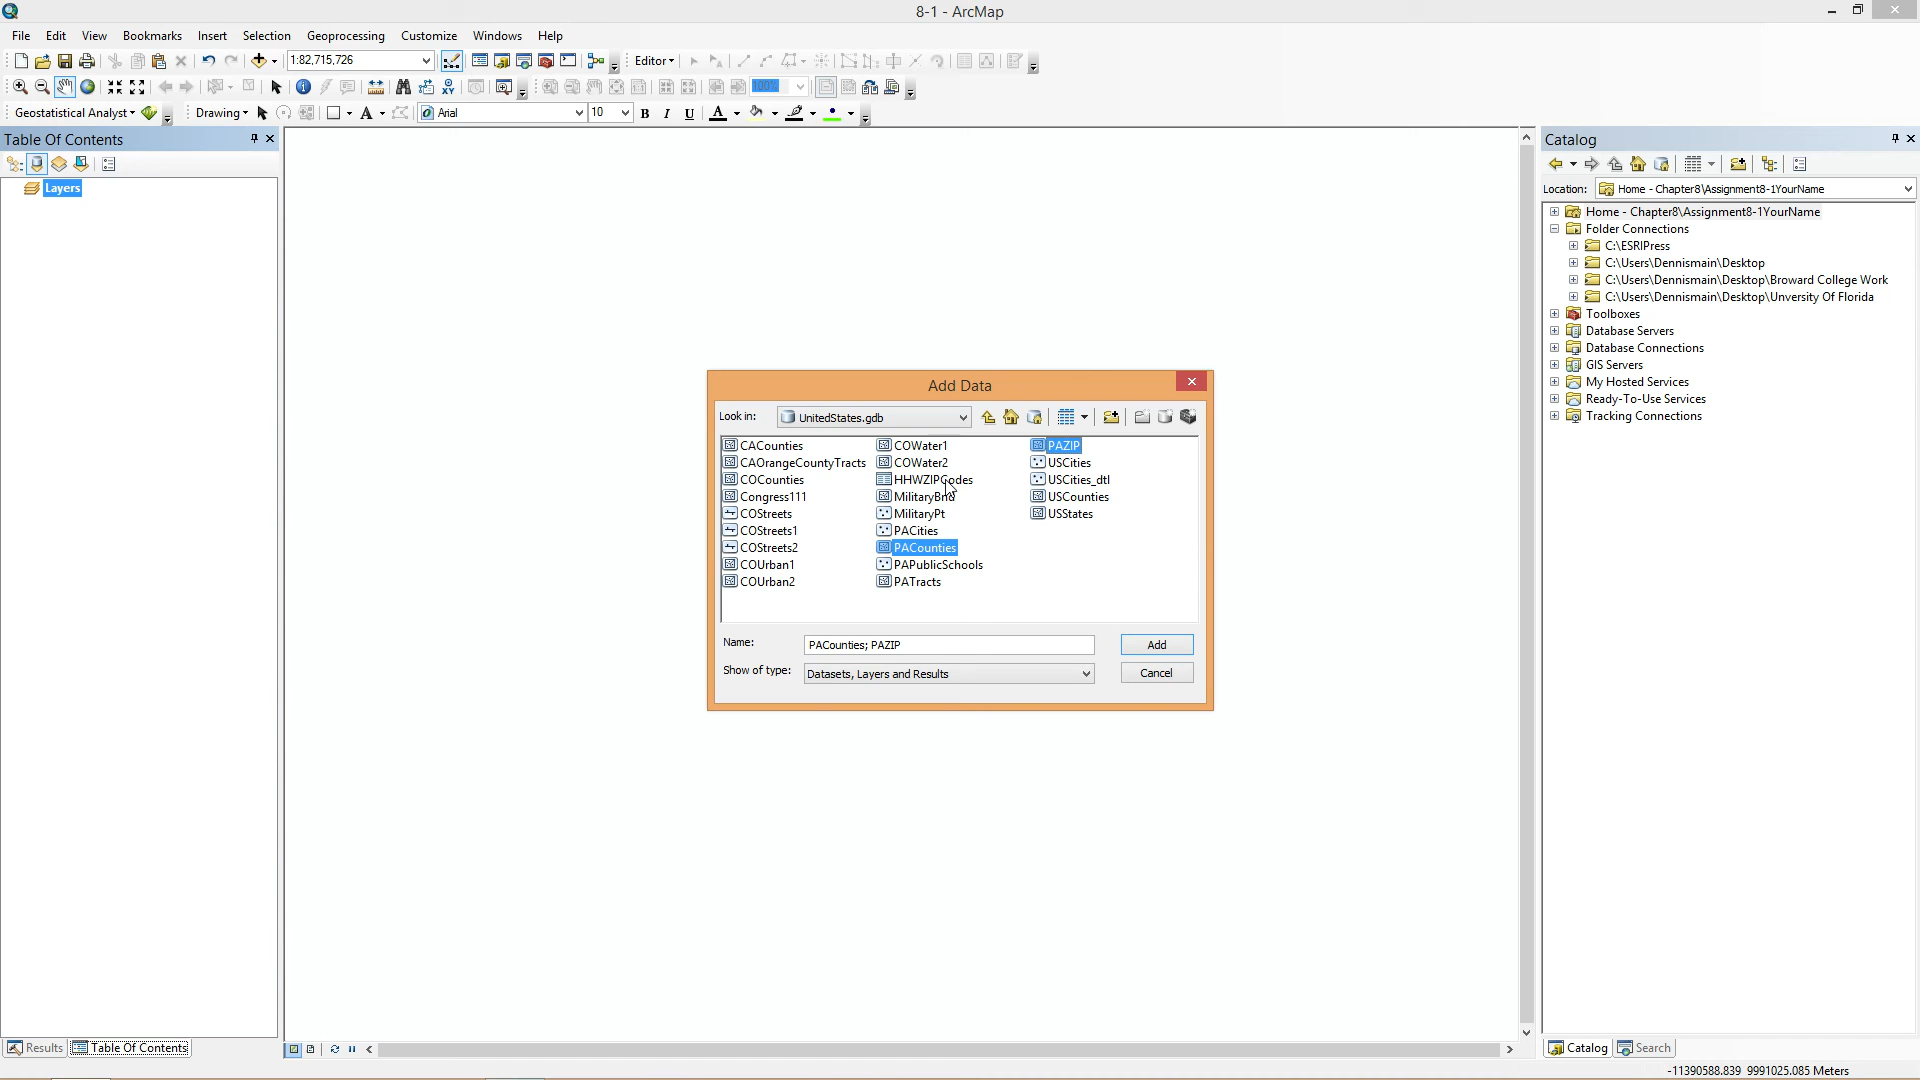 8-1 - ArcMap
File Edit View Bookmarks Insert Selection Geoprocessing Customize Windows Help
1:82,715,726 Editor
100%
Geostatistical Analyst Drawing A Arial 10 B I U A
Table Of Contents
Layers
Results Table Of Contents
Add Data
Look in: UnitedStates.gdb
CACounties
CAOrangeCountyTracts
COCounties
Congress111
COStreets
COStreets1
COStreets2
COUrban1
COUrban2
COWater1
COWater2
HHWZIPCodes
MilitaryBnd
MilitaryPt
PACities
PACounties
PAPublicSchools
PATracts
PAZIP
USCities
USCities_dtl
USCounties
USStates
Name: PACounties; PAZIP Add
Show of type: Datasets, Layers and Results Cancel
Catalog
Location: Home - Chapter8\Assignment8-1YourName
Home - Chapter8\Assignment8-1YourName
Folder Connections
C:\ESRIPress
C:\Users\Dennismain\Desktop
C:\Users\Dennismain\Desktop\Broward College Work
C:\Users\Dennismain\Desktop\Unversity Of Florida
Toolboxes
Database Servers
Database Connections
GIS Servers
My Hosted Services
Ready-To-Use Services
Tracking Connections
Catalog Search
-11390588.839 9991025.085 Meters